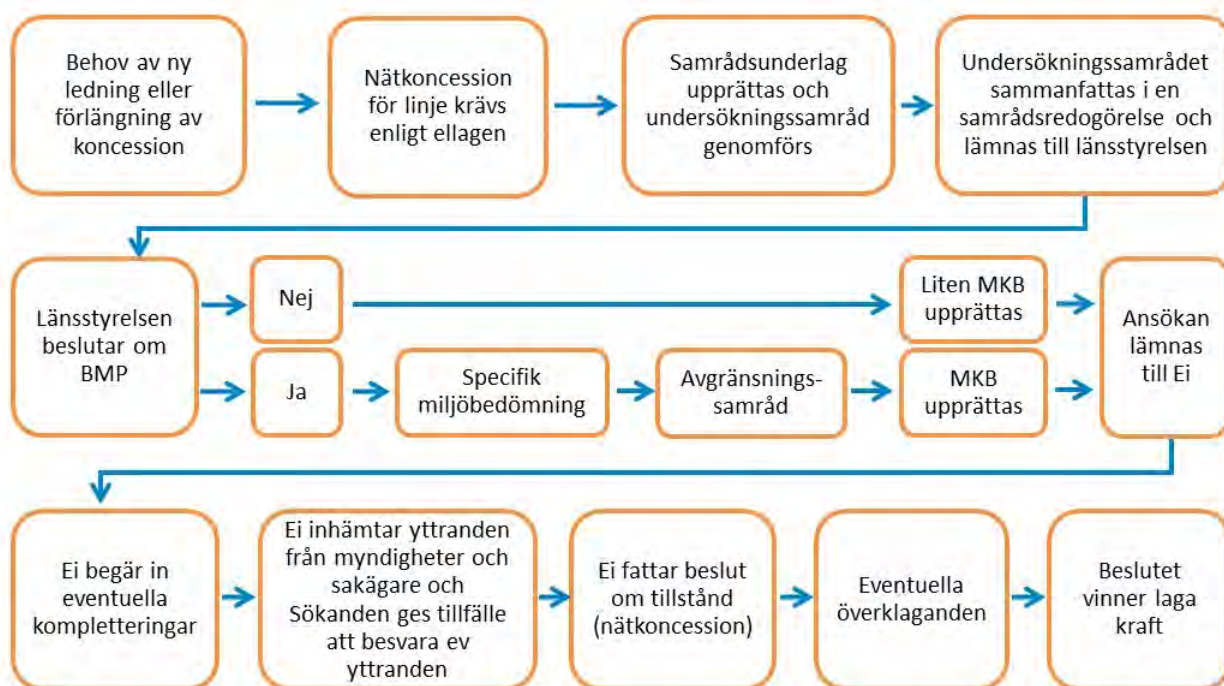 Behov av ny
ledning eller
förlängning av
koncession
Nätkoncession
för linje krävs
enligt ellagen
Samrådsunderlag
upprättas och
undersökningssamråd
genomförs
Undersökningssamrådet
sammanfattas i en
samrådsredogörelse och
lämnas till länsstyrelsen
Länsstyrelsen
beslutar om
BMP
Nej
Liten MKB
upprättas
Ja
Specifik
miljöbedömning
Avgränsnings-
samråd
MKB
upprättas
Ansökan
lämnas
till Ei
Ei begär in
eventuella
kompletteringar
Ei inhämtar yttranden
från myndigheter och
sakägare och
Sökanden ges tillfälle
att besvara ev
yttranden
Ei fattar beslut
om tillstånd
(nätkoncession)
Eventuella
överklaganden
Beslutet
vinner laga
kraft